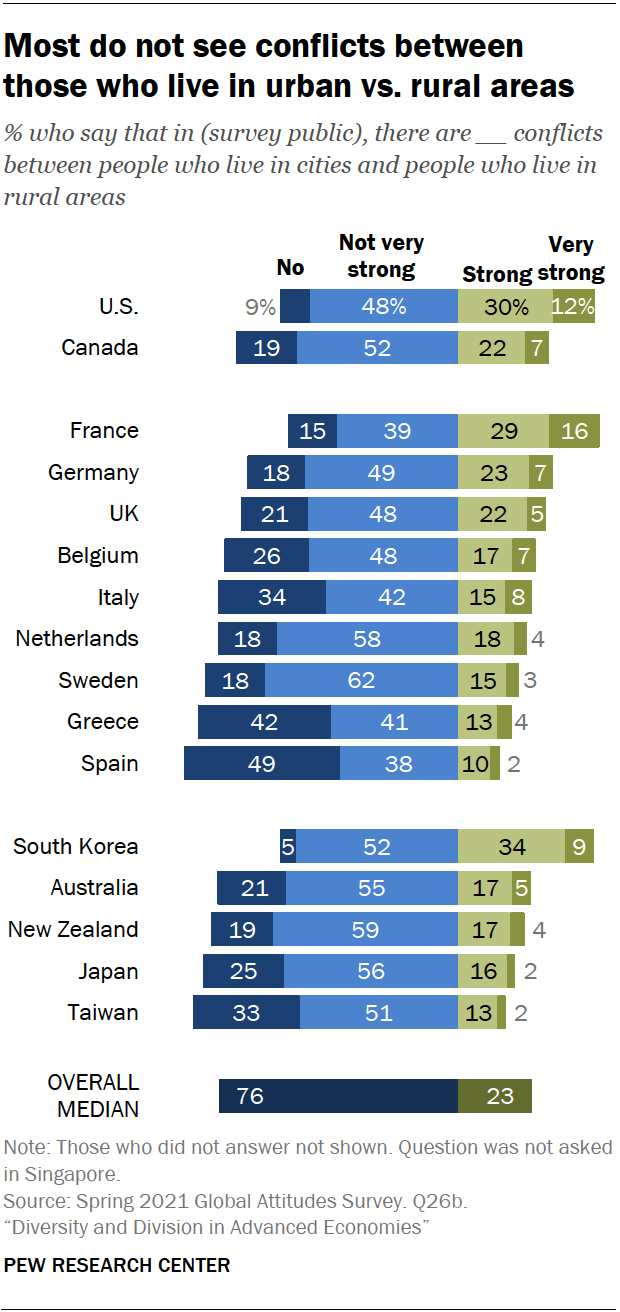 Most do not see conflicts between
those who live in urban vs. rural areas
% who say that in (survey public), there are __ conflicts
between people who live in cities and people who live in
rural areas
No Not very strong Strong Very strong
U.S. 9% 48% 30% 12%
Canada 19 52 22 7
France 15 39 29 16
Germany 18 49 23 7
UK 21 48 22 5
Belgium 26 48 17 7
Italy 34 42 15 8
Netherlands 18 58 18 4
Sweden 18 62 15 3
Greece 42 41 13 4
Spain 49 38 10 2
South Korea 5 52 34 9
Australia 21 55 17 5
New Zealand 19 59 17 4
Japan 25 56 16 2
Taiwan 33 51 13 2
OVERALL
MEDIAN 76 23
Note: Those who did not answer not shown. Question was not asked
in Singapore.
Source: Spring 2021 Global Attitudes Survey. Q26b.
“Diversity and Division in Advanced Economies”
PEW RESEARCH CENTER